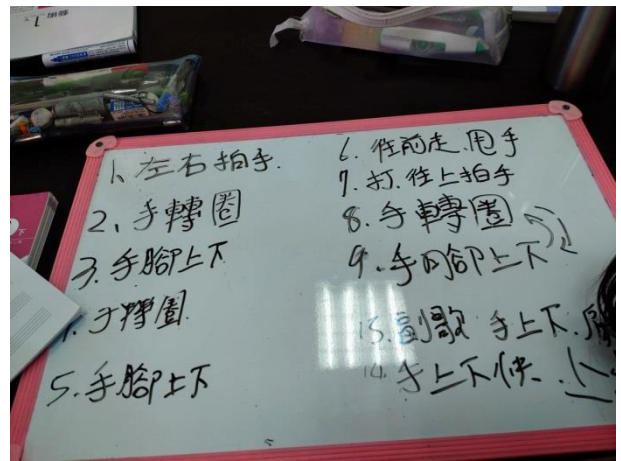 1、左右拍手.
2、手轉圈
3.手腳上下
手轉圈
5.手腳上下
6.往前走.甩手
7.打.往上拍手
8.手轉圈
9.手腳上下
副歌 手上下
手上下快.